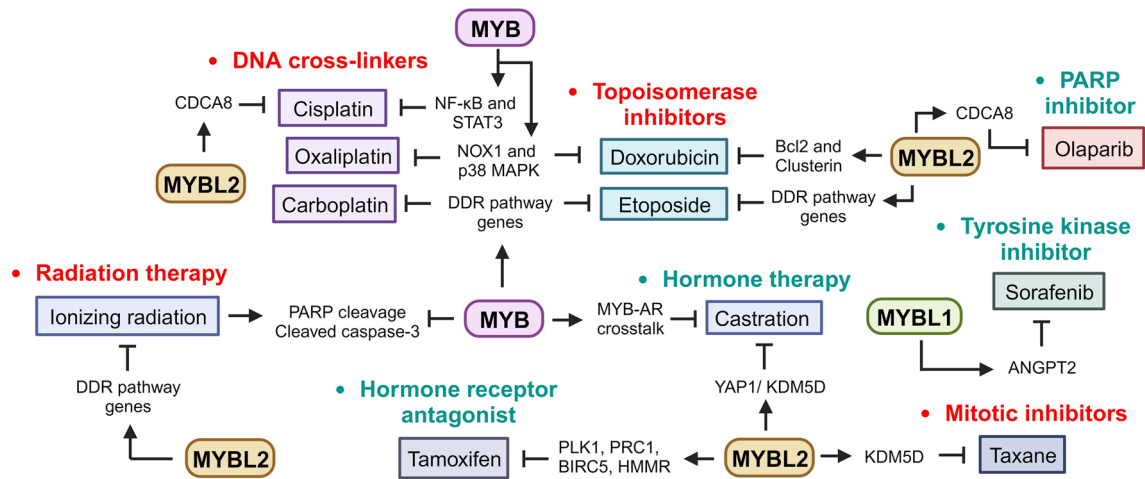 MYB
• DNA cross-linkers
CDCA8
Cisplatin
NF-κB and
STAT3
MYBL2
Oxaliplatin
NOX1 and
p38 MAPK
Carboplatin
DDR pathway
genes
• Topoisomerase
inhibitors
Doxorubicin
Bcl2 and
Clusterin
MYBL2
CDCA8
Etoposide
DDR pathway
genes
• PARP
inhibitor
Olaparib
• Radiation therapy
Ionizing radiation
PARP cleavage
Cleaved caspase-3
MYB
DDR pathway
genes
MYBL2
• Hormone therapy
MYB-AR
crosstalk
Castration
YAP1/ KDM5D
• Tyrosine kinase
inhibitor
Sorafenib
MYBL1
ANGPT2
• Hormone receptor
antagonist
Tamoxifen
PLK1, PRC1,
BIRC5, HMMR
MYBL2
KDM5D
• Mitotic inhibitors
Taxane